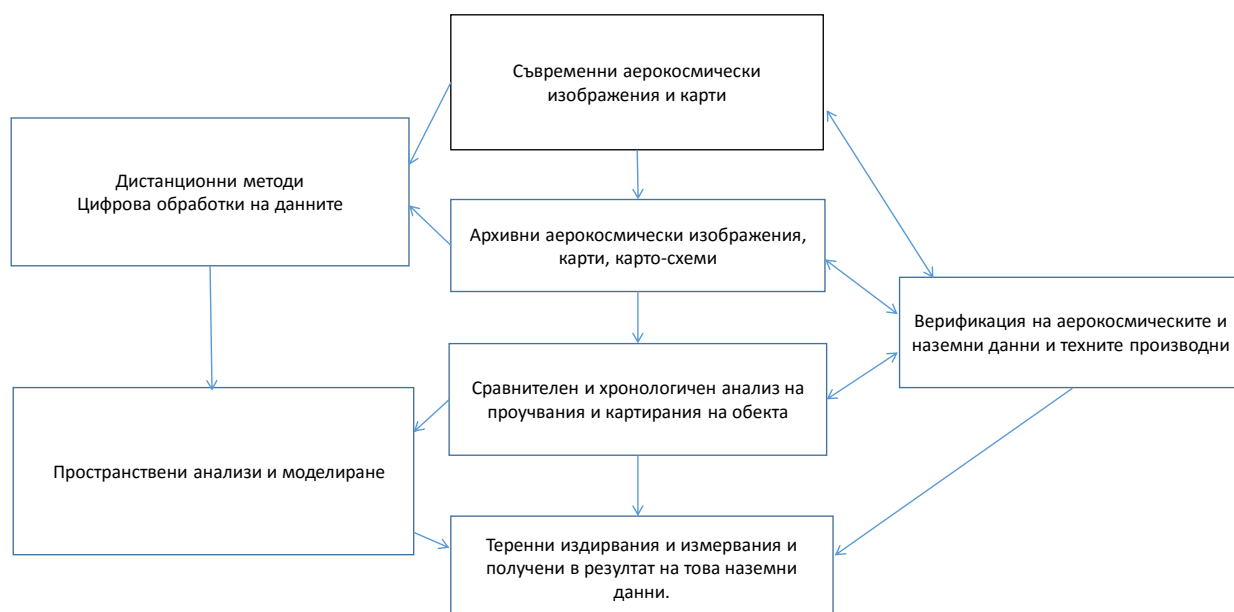 Съвременни аерокосмически
изображения и карти
Дистанционни методи
Цифрова обработки на данните
Архивни аерокосмически изображения,
карти, карто-схеми
Верификация на аерокосмическите и
наземни данни и техните производни
Сравнителен и хронологичен анализ на
проучвания и картирания на обекта
Пространствени анализи и моделиране
Теренни издирвания и измервания и
получени в резултат на това наземни
данни.